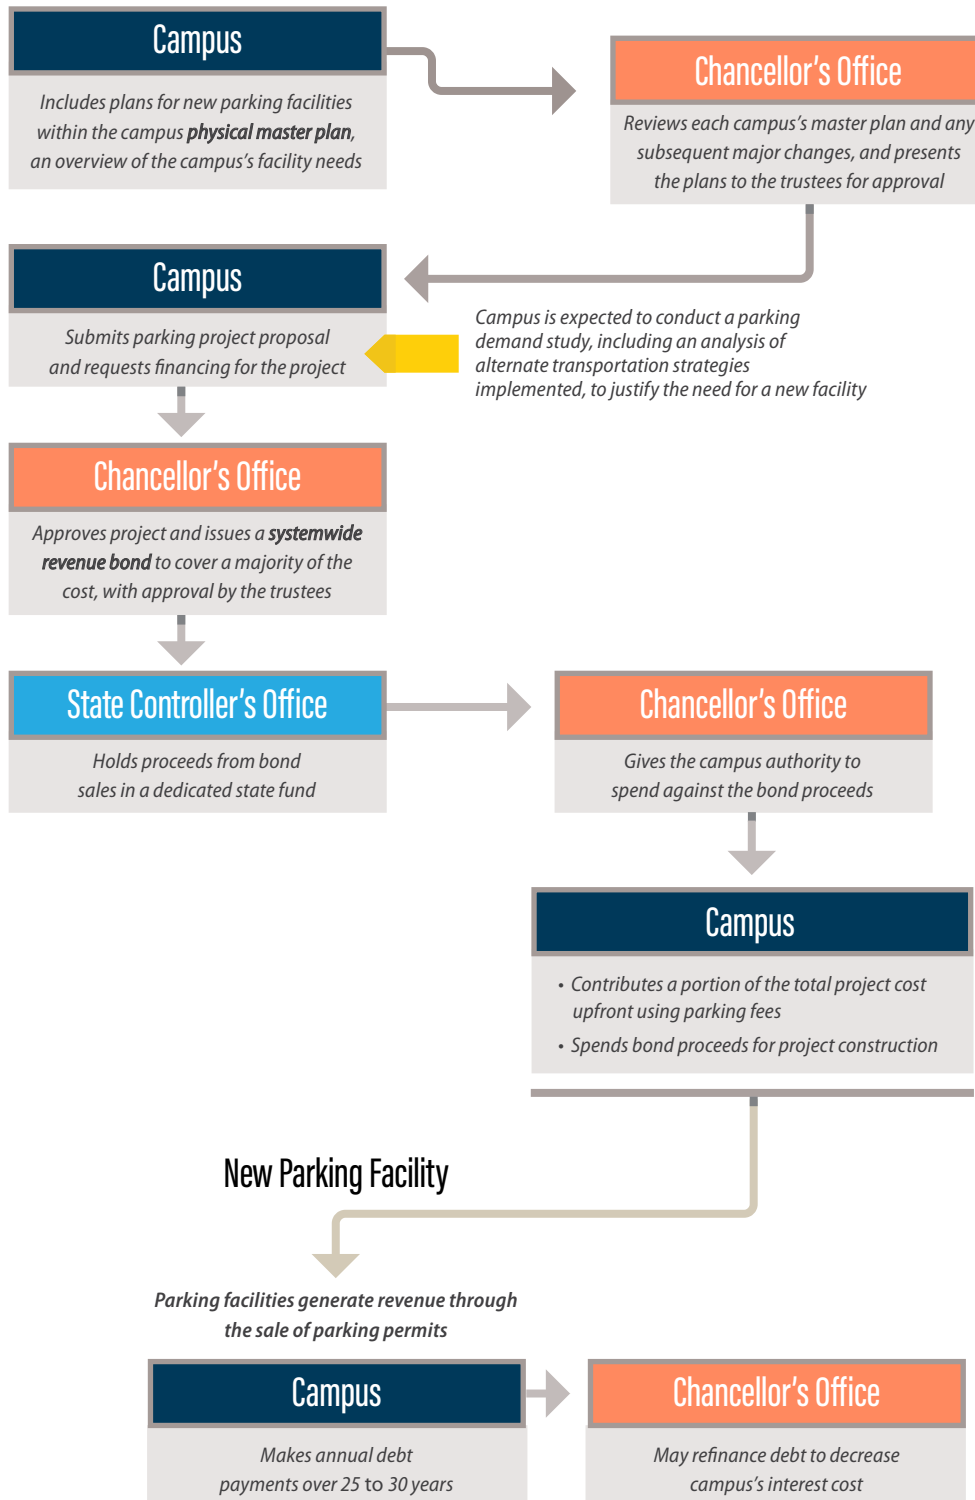 Campus
Includes plans for new parking facilities
within the campus physical master plan,
an overview of the campus's facility needs
Chancellor's Office
Reviews each campus's master plan and any
subsequent major changes, and presents
the plans to the trustees for approval
Campus
Submits parking project proposal
and requests financing for the project
Campus is expected to conduct a parking
demand study, including an analysis of
alternate transportation strategies
implemented, to justify the need for a new facility
Chancellor's Office
Approves project and issues a systemwide
revenue bond to cover a majority of the
cost, with approval by the trustees
State Controller's Office
Holds proceeds from bond
sales in a dedicated state fund
Chancellor's Office
Gives the campus authority to
spend against the bond proceeds
Campus
• Contributes a portion of the total project cost
upfront using parking fees
• Spends bond proceeds for project construction
New Parking Facility
Parking facilities generate revenue through
the sale of parking permits
Campus
Makes annual debt
payments over 25 to 30 years
Chancellor's Office
May refinance debt to decrease
campus's interest cost